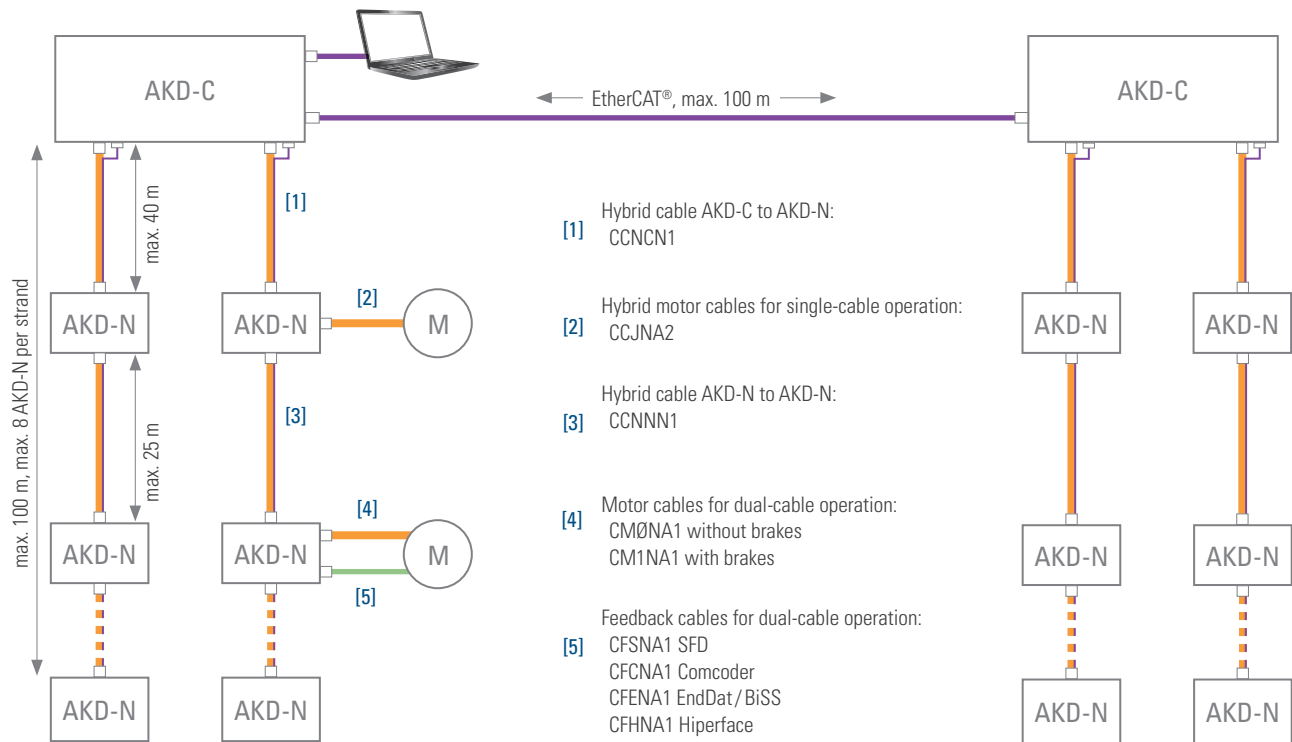 AKD-C
EtherCAT®, max. 100 m
AKD-C
max. 100 m, max. 8 AKD-N per strand
max. 40 m
[1]
AKD-N
AKD-N
[2]
M
max. 25 m
[3]
AKD-N
AKD-N
[4]
M
[5]
AKD-N
AKD-N
[1] Hybrid cable AKD-C to AKD-N:
CCNCN1
[2] Hybrid motor cables for single-cable operation:
CCJNA2
[3] Hybrid cable AKD-N to AKD-N:
CCNNN1
[4] Motor cables for dual-cable operation:
CMØNA1 without brakes
CM1NA1 with brakes
[5] Feedback cables for dual-cable operation:
CFSNA1 SFD
CFCNA1 Comcoder
CFENA1 EnDat / BiSS
CFHNA1 Hiperface
AKD-N
AKD-N
AKD-N
AKD-N
AKD-N
AKD-N